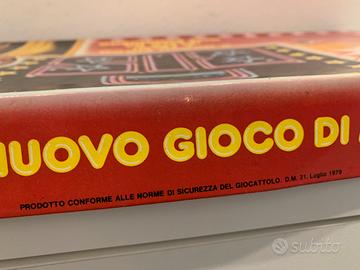 NUOVO GIOCO DI
PRODOTTO CONFORME ALLE NORME DI SICUREZZA DEL GIOCATTOLO. D.M. 31. Luglio 1979
subito